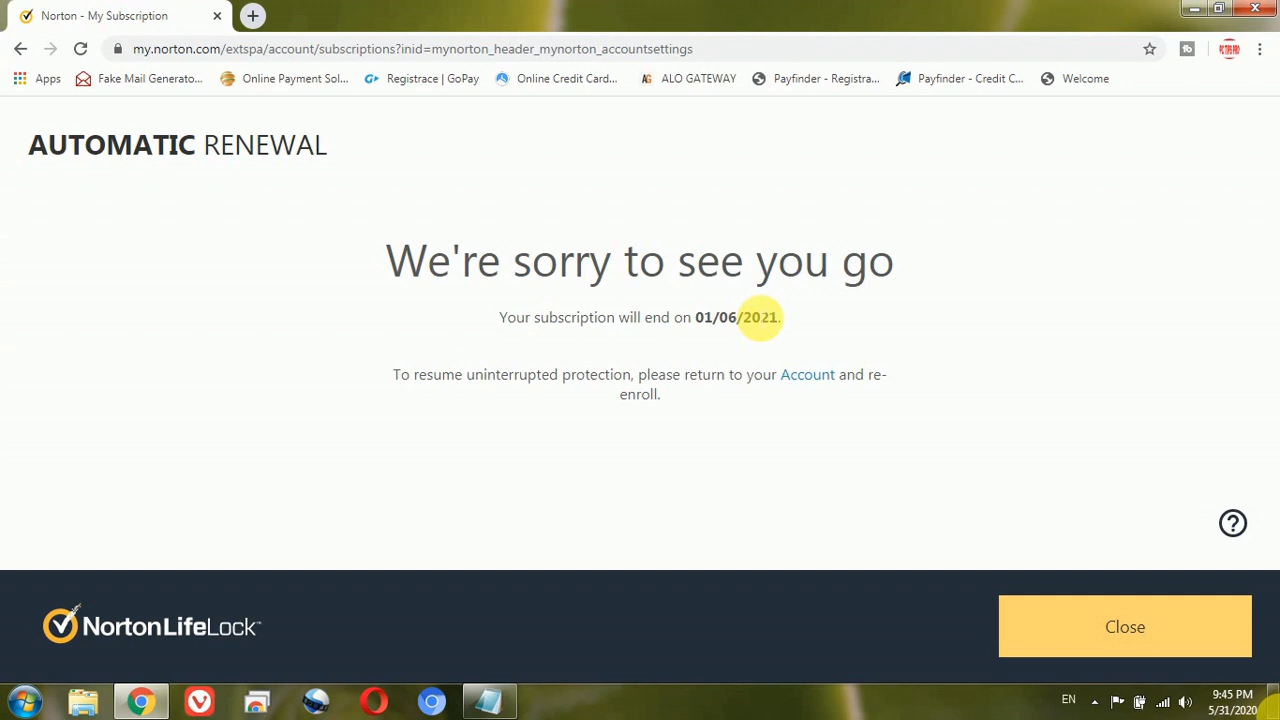 Norton - My Subscription
my.norton.com/extspa/account/subscriptions?inid=mynorton_header_mynorton_accountsettings
Apps Fake Mail Generato... Online Payment Sol... Registrace | GoPay Online Credit Card... ALO GATEWAY Payfinder - Registra... Payfinder - Credit C... Welcome
AUTOMATIC RENEWAL
We're sorry to see you go
Your subscription will end on 01/06/2021.
To resume uninterrupted protection, please return to your Account and re-
enroll.
NortonLifeLock
Close
EN
9:45 PM
5/31/2020